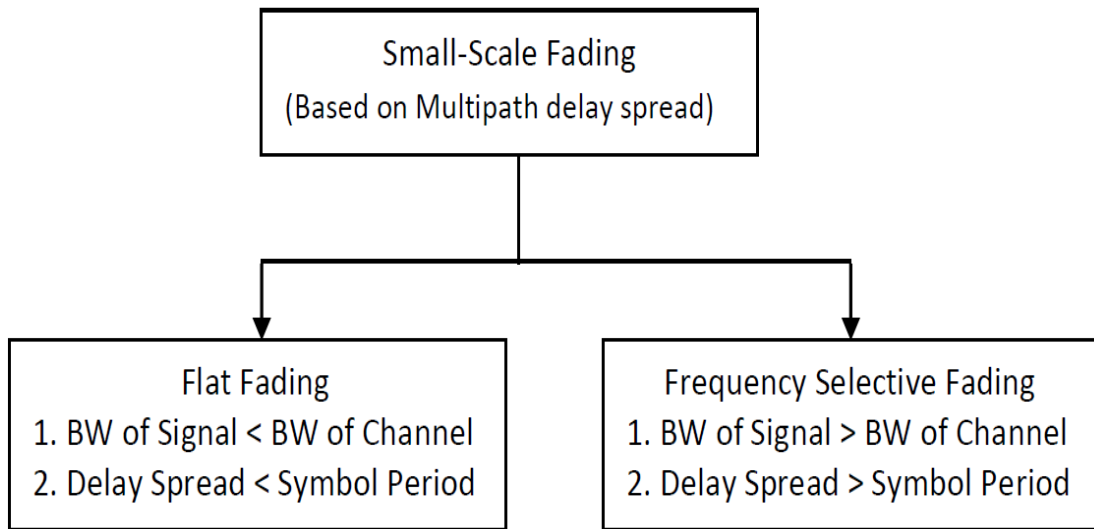 Small-Scale Fading
(Based on Multipath delay spread)
Flat Fading
1. BW of Signal < BW of Channel
2. Delay Spread < Symbol Period
Frequency Selective Fading
1. BW of Signal > BW of Channel
2. Delay Spread > Symbol Period